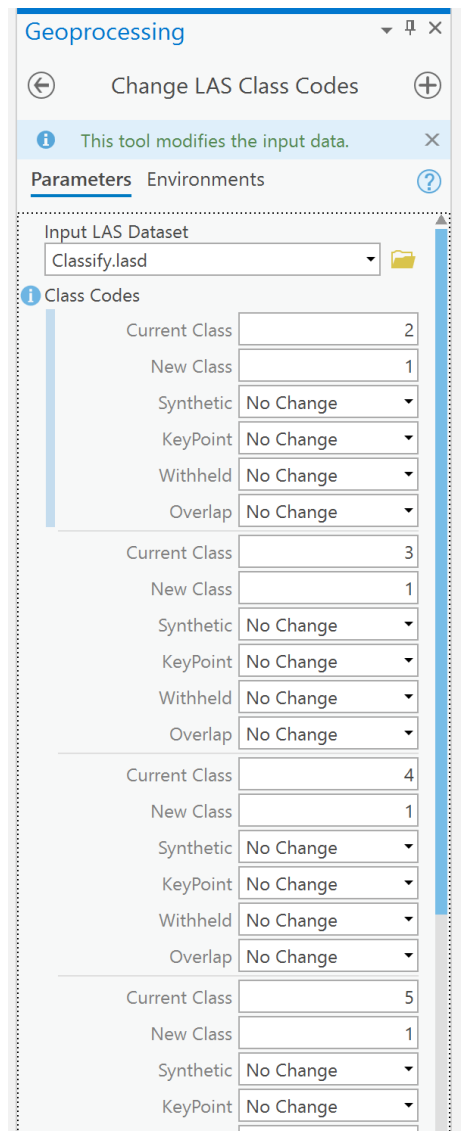 Geoprocessing
Change LAS Class Codes
This tool modifies the input data.
Parameters Environments
Input LAS Dataset
Classify.lasd
Class Codes
Current Class 2
New Class 1
Synthetic No Change
KeyPoint No Change
Withheld No Change
Overlap No Change
Current Class 3
New Class 1
Synthetic No Change
KeyPoint No Change
Withheld No Change
Overlap No Change
Current Class 4
New Class 1
Synthetic No Change
KeyPoint No Change
Withheld No Change
Overlap No Change
Current Class 5
New Class 1
Synthetic No Change
KeyPoint No Change